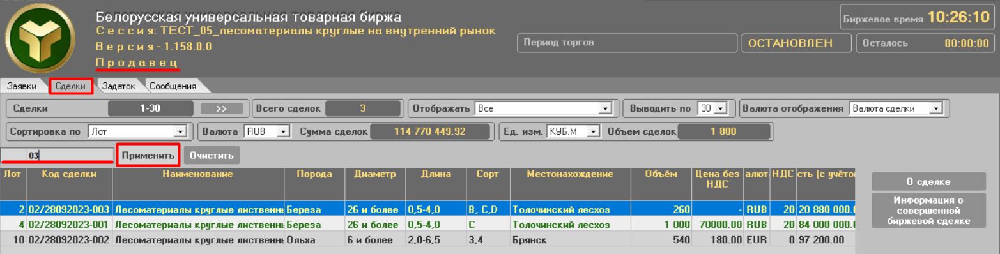 Белорусская универсальная товарная биржа
Сессия: ТЕСТ_05_лесоматериалы круглые на внутренний рынок
Версия - 1.158.0.0
Продавец
Биржевое время 10:26:10
Период торгов ОСТАНОВЛЕН Осталось 00:00:00
Заявки Сделки Задаток Сообщения
Сделки 1-30 >> Всего сделок 3 Отображать Все Выводить по 30 Валюта отображения Валюта сделки
Сортировка по Лот Валюта RUB Сумма сделок 114 770 449.92 Ед. изм. КУБ.М Объем сделок 1 800
03 Применить Очистить
Лот Код сделки Наименование Порода Диаметр Длина Сорт Местонахождение Объём Цена без НДС алют НДС сть (с учёто
2 02/28092023-003 Лесоматериалы круглые лиственнь Береза 26 и более 0,5-4,0 В, С,D Толочинский лесхоз 260 - RUB 20 20 880 000.0
4 02/28092023-001 Лесоматериалы круглые лиственнь Береза 26 и более 0,5-4,0 С Толочинский лесхоз 1 000 70000.00 RUB 20 84 000 000.0
10 02/28092023-002 Лесоматериалы круглые лиственнь Ольха 6 и более 2,0-6,5 3,4 Брянск 540 180.00 EUR 0 97 200.00
О сделке
Информация о
совершенной
биржевой сделке